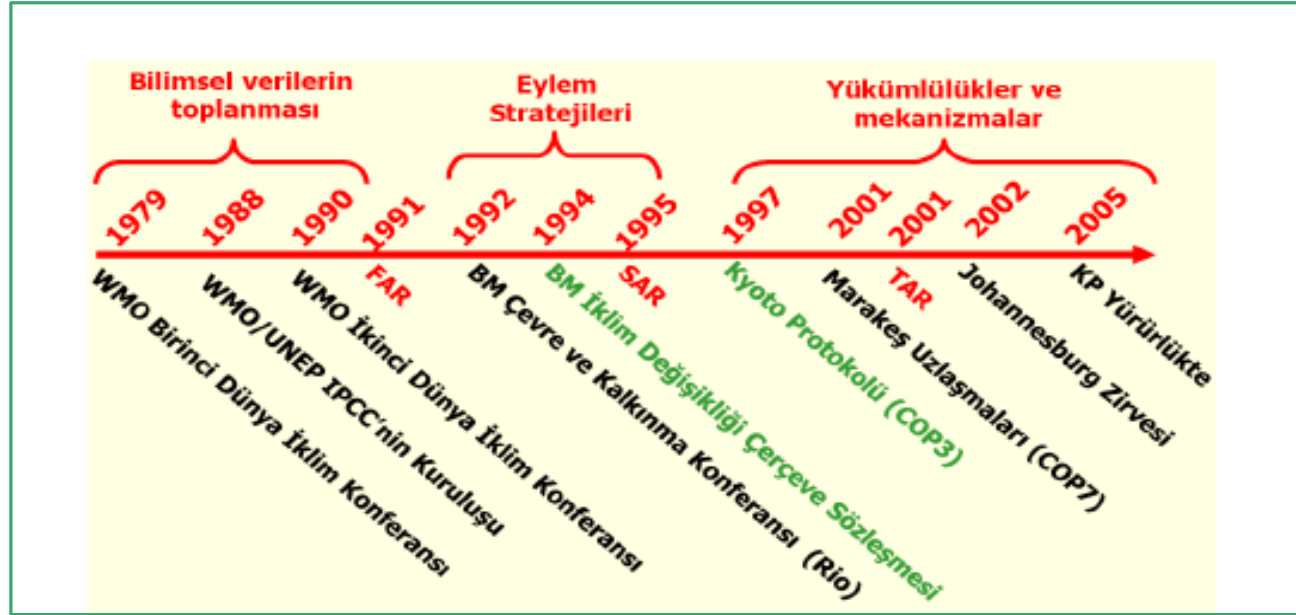 Bilimsel verilerin
toplanması
Eylem
Stratejileri
Yükümlülükler ve
mekanizmalar
1979
1988
1990
1991
1992
1994
1995
1997
2001
2001
2002
2005
WMO Birinci Dünya İklim Konferansı
WMO/UNEP IPCC'nin Kuruluşu
WMO İkinci Dünya İklim Konferansı
FAR
BM Çevre ve Kalkınma Konferansı (Rio)
BM İklim Değişikliği Çerçeve Sözleşmesi
SAR
Kyoto Protokolü (COP3)
Marakeş Uzlaşmaları (COP7)
TAR
Johannesburg Zirvesi
KP Yürürlükte